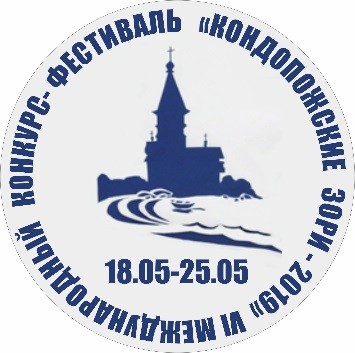 VI МЕЖДУНАРОДНЫЙ КОНКУРС- ФЕСТИВАЛЬ «КОНДОПОЖСКИЕ ЗОРИ - 2019»
18.05-25.05